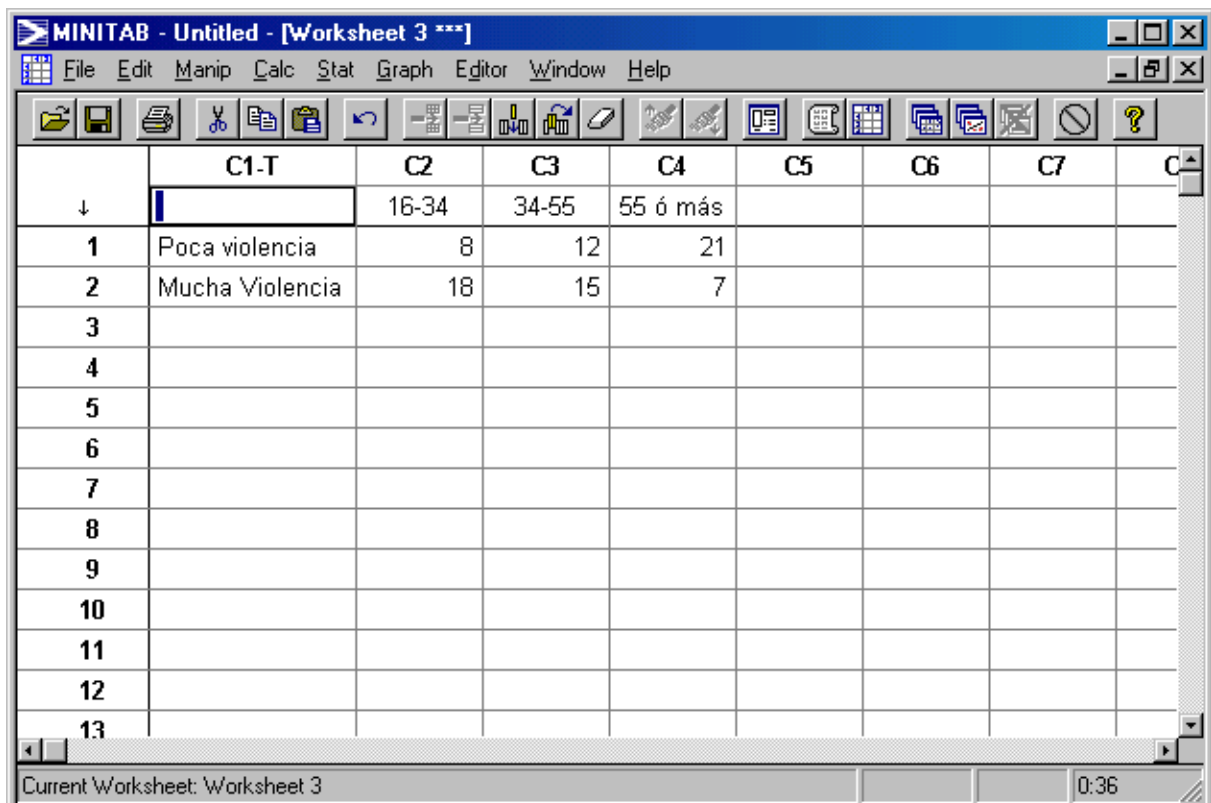 MINITAB - Untitled - [Worksheet 3 ***]
File Edit Manip Calc Stat Graph Editor Window Help
C1-T C2 C3 C4 C5 C6 C7 C
↓ 16-34 34-55 55 ó más
1 Poca violencia 8 12 21
2 Mucha Violencia 18 15 7
3
4
5
6
7
8
9
10
11
12
13
Current Worksheet: Worksheet 3 0:36